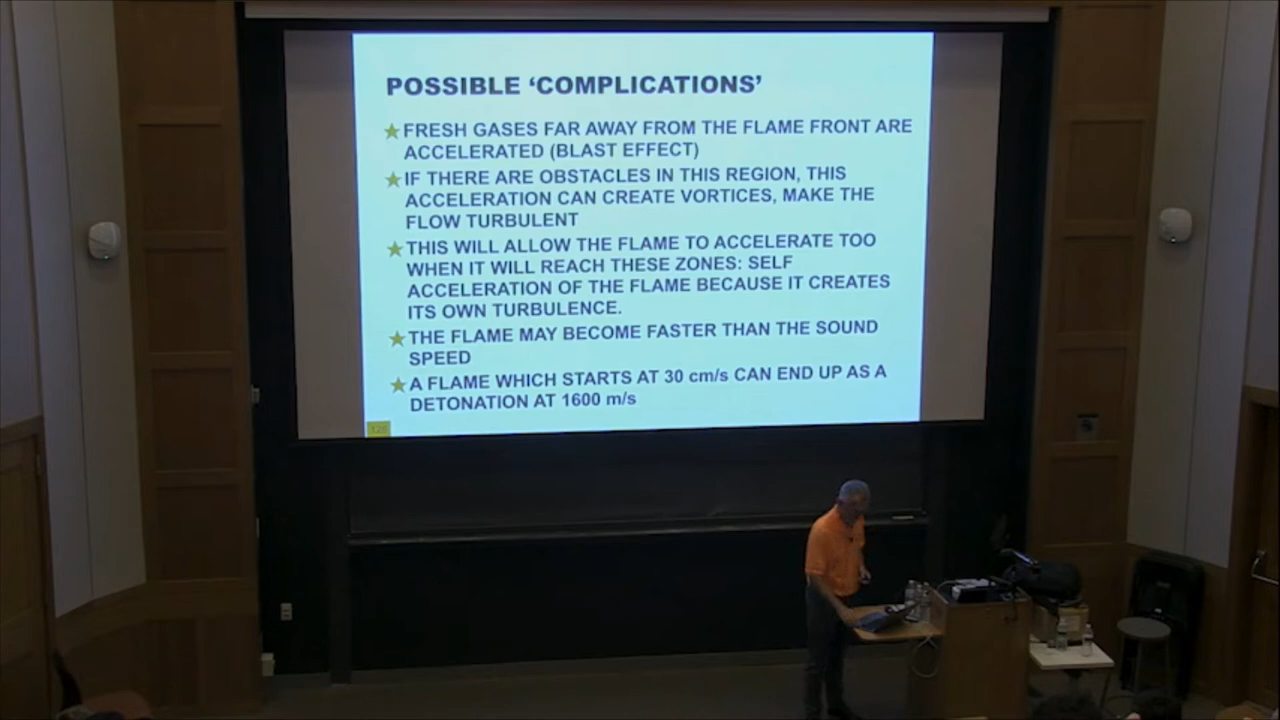 POSSIBLE ‘COMPLICATIONS’
FRESH GASES FAR AWAY FROM THE FLAME FRONT ARE
ACCELERATED (BLAST EFFECT)
IF THERE ARE OBSTACLES IN THIS REGION, THIS
ACCELERATION CAN CREATE VORTICES, MAKE THE
FLOW TURBULENT
THIS WILL ALLOW THE FLAME TO ACCELERATE TOO
WHEN IT WILL REACH THESE ZONES: SELF
ACCELERATION OF THE FLAME BECAUSE IT CREATES
ITS OWN TURBULENCE.
THE FLAME MAY BECOME FASTER THAN THE SOUND
SPEED
A FLAME WHICH STARTS AT 30 cm/s CAN END UP AS A
DETONATION AT 1600 m/s